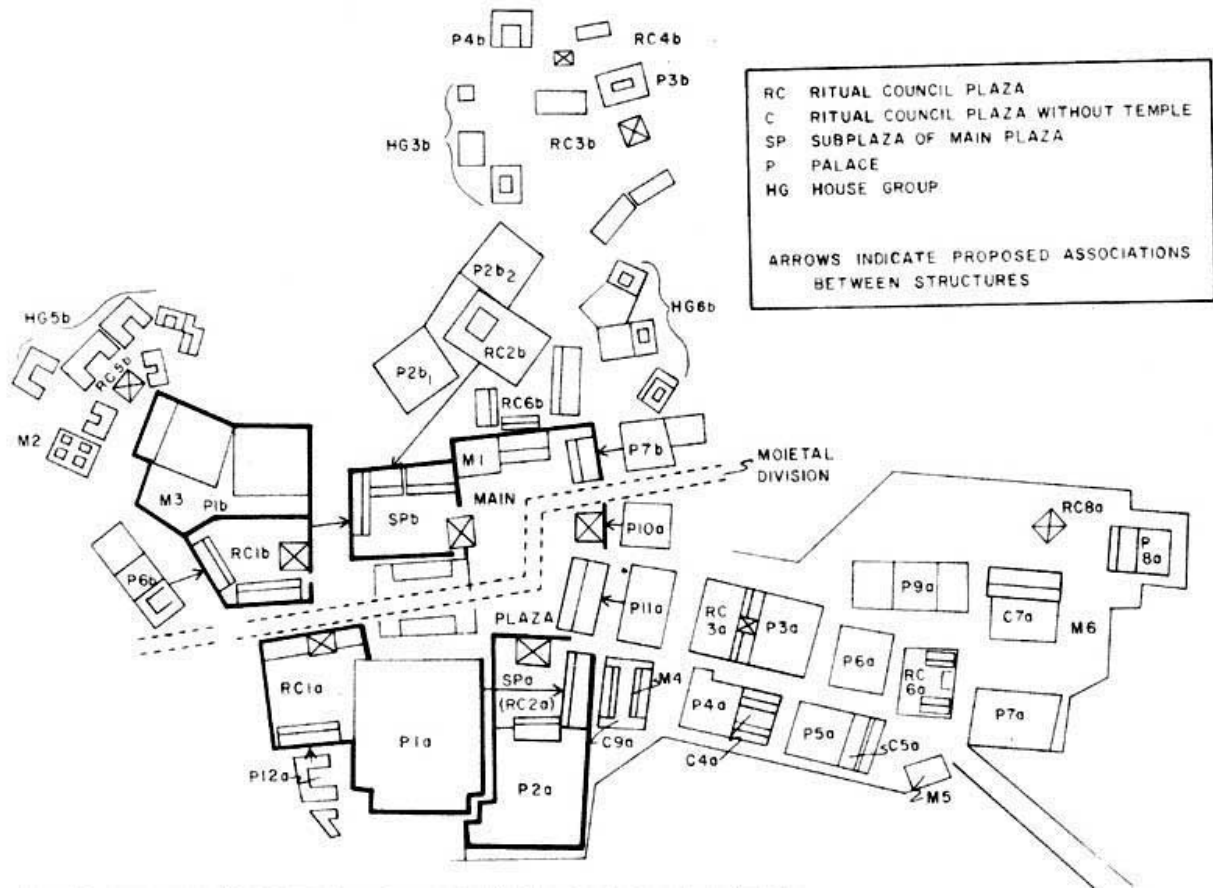 P4b
RC4b
P3b
HG3b
RC3b
RC RITUAL COUNCIL PLAZA
C RITUAL COUNCIL PLAZA WITHOUT TEMPLE
SP SUBPLAZA OF MAIN PLAZA
P PALACE
HG HOUSE GROUP
ARROWS INDICATE PROPOSED ASSOCIATIONS
BETWEEN STRUCTURES
P2b₂
HG5b
HG6b
RC2b
P2b₁
RC5b
RC6b
M2
M1
P7b
MOIETAL
DIVISION
M3
P1b
MAIN
SPb
RC8a
P10a
P
8a
RC1b
P6b
P9a
P11a
RC
3a
P3a
C7a
PLAZA
M6
P6a
RC
6a
RC1a
SPa
(RC2a)
M4
P4a
P7a
P5a
P1a
C9a
C4a
C5a
P12a
P2a
M5